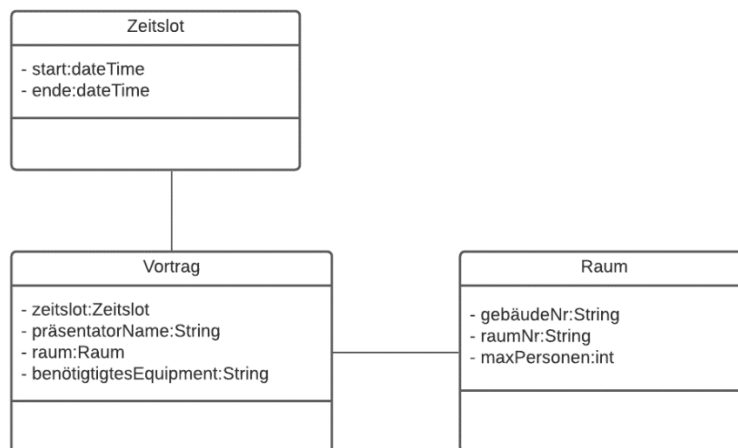 Zeitslot
- start:dateTime
- ende:dateTime
Vortrag
- zeitslot:Zeitslot
- präsentatorName:String
- raum:Raum
- benötigtigtesEquipment:String
Raum
- gebäudeNr:String
- raumNr:String
- maxPersonen:int